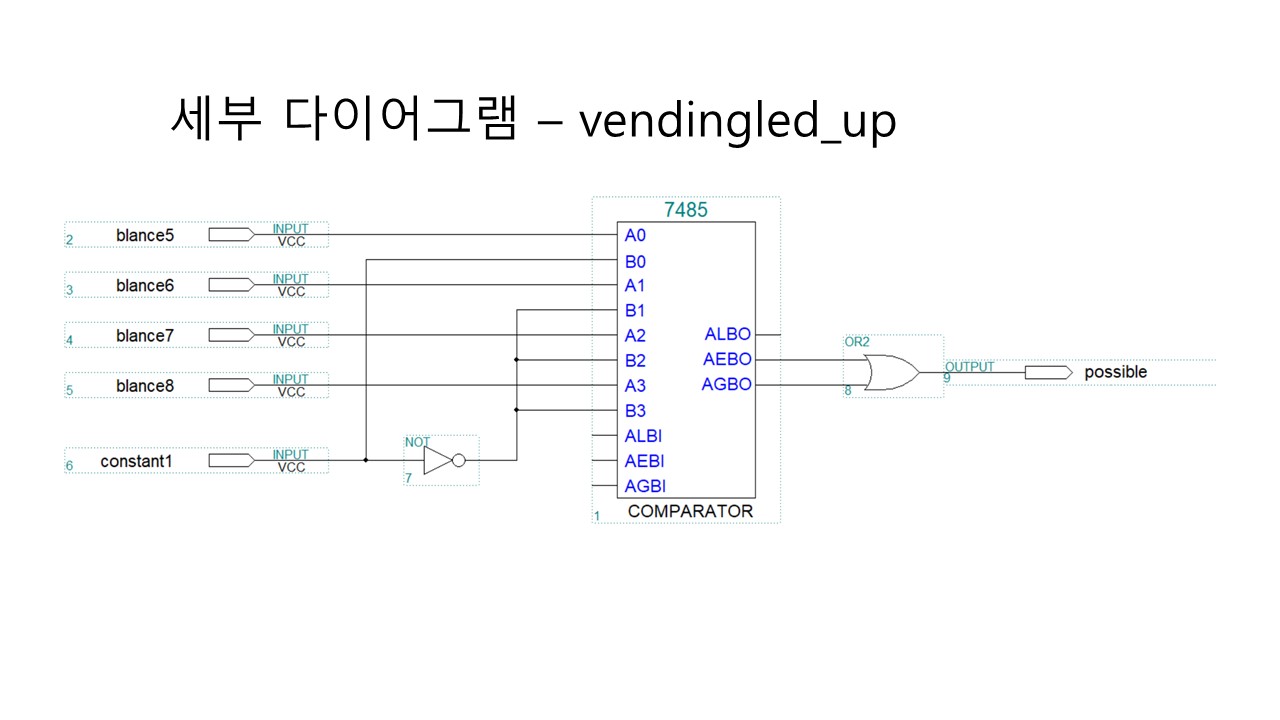 세부 다이어그램 – vendingled_up
7485
2 blance5 INPUT VCC
3 blance6 INPUT VCC
4 blance7 INPUT VCC
5 blance8 INPUT VCC
6 constant1 INPUT VCC
NOT
7
A0
B0
A1
B1
A2
B2
A3
B3
ALBI
AEBI
AGBI
ALBO
AEBO
AGBO
1
COMPARATOR
OR2
8
OUTPUT
9
possible